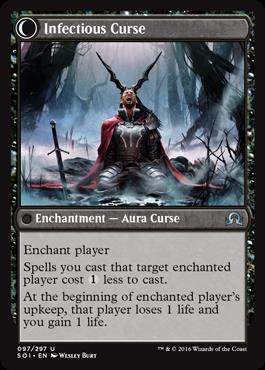 Infectious Curse
Enchantment — Aura Curse
Enchant player
Spells you cast that target enchanted
player cost 1 less to cast.
At the beginning of enchanted player's
upkeep, that player loses 1 life and
you gain 1 life.
097/297 U
SOI • EN Wesley Burt
™ & © 2016 Wizards of the Coast